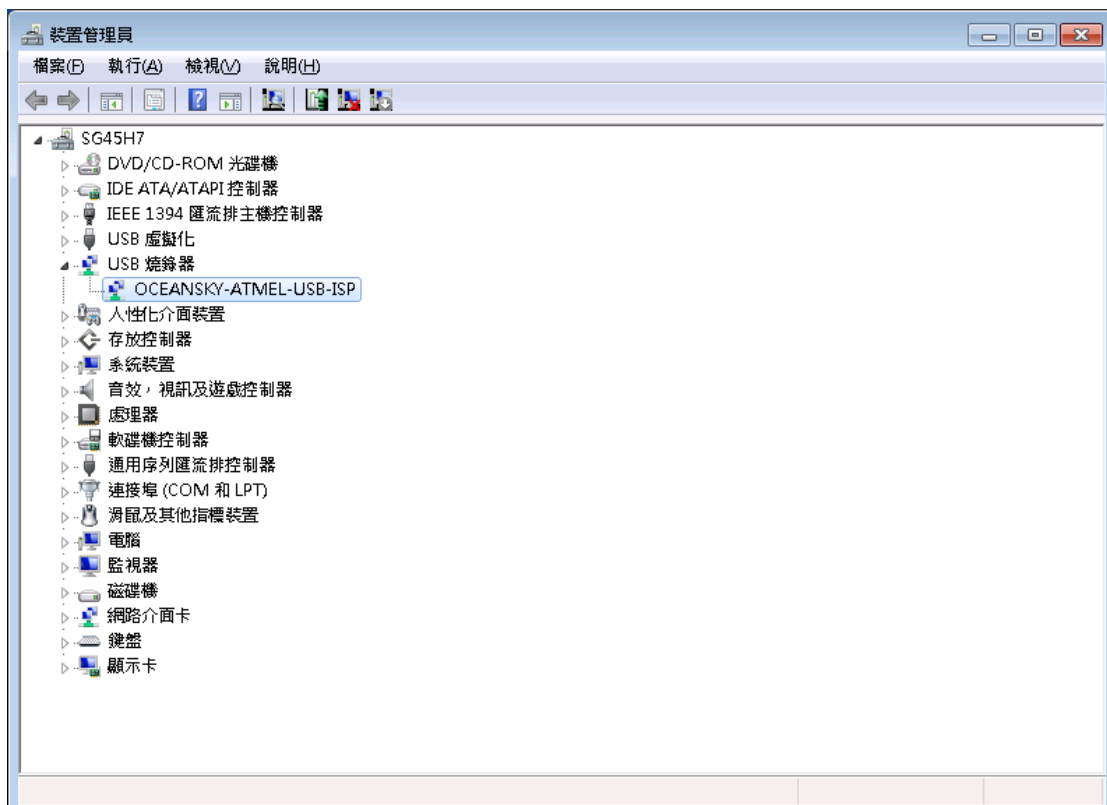 裝置管理員
檔案(F) 執行(A) 檢視(V) 說明(H)
SG45H7
DVD/CD-ROM 光碟機
IDE ATA/ATAPI 控制器
IEEE 1394 匯流排主機控制器
USB 虛擬化
USB 燒錄器
OCEANSKY-ATMEL-USB-ISP
人性化介面裝置
存放控制器
系統裝置
音效，視訊及遊戲控制器
處理器
軟碟機控制器
通用序列匯流排控制器
連接埠 (COM 和 LPT)
滑鼠及其他指標裝置
電腦
監視器
磁碟機
網路介面卡
鍵盤
顯示卡